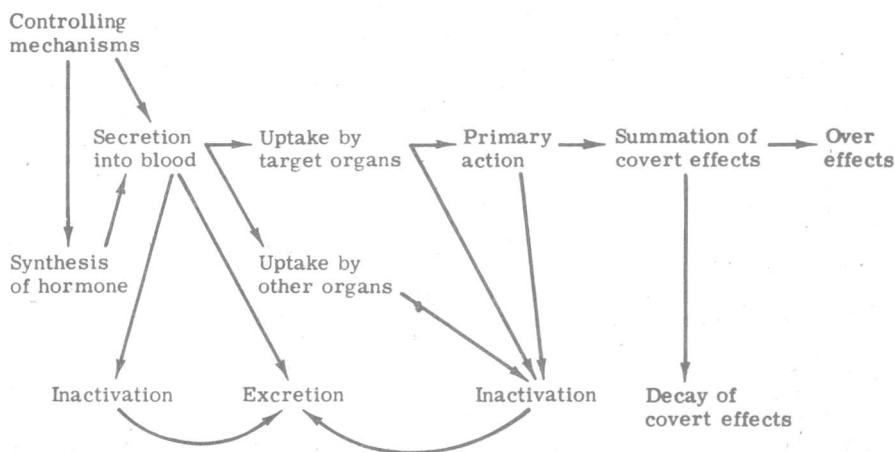 Controlling
mechanisms
Secretion
into blood
Uptake by
target organs
Primary
action
Summation of
covert effects
Over
effects
Synthesis
of hormone
Uptake by
other organs
Inactivation
Excretion
Inactivation
Decay of
covert effects